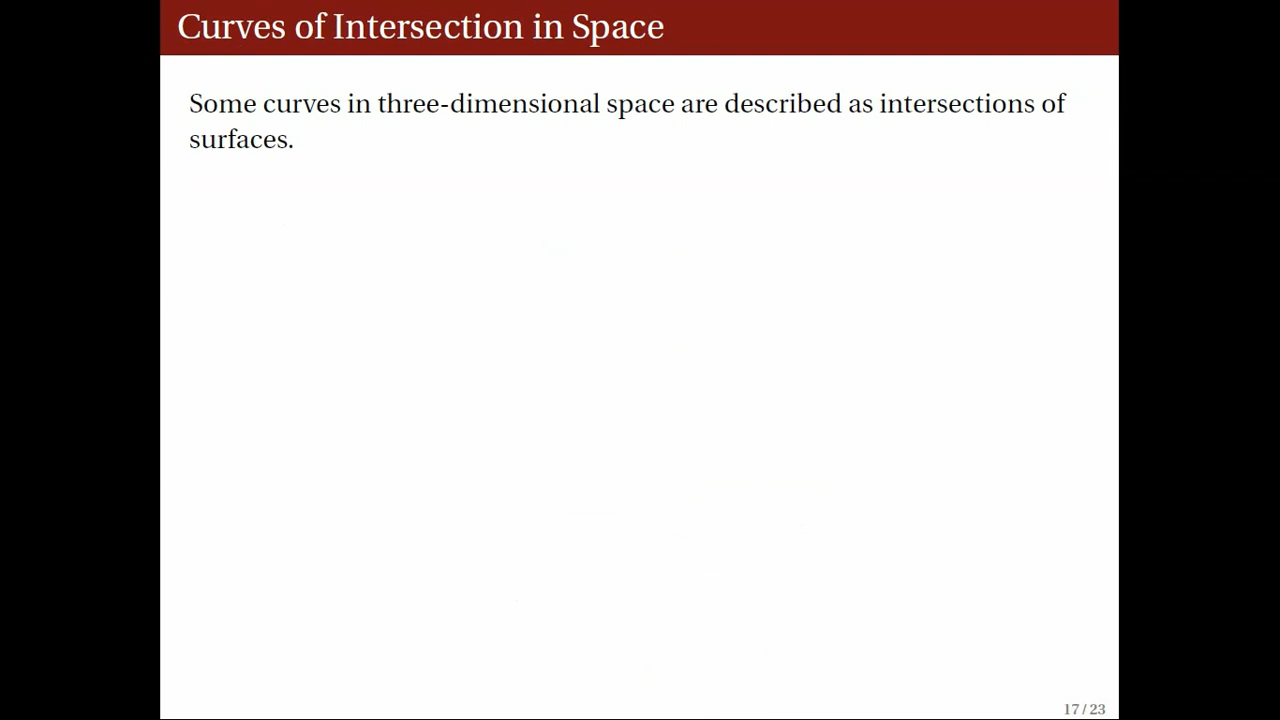 Curves of Intersection in Space
Some curves in three-dimensional space are described as intersections of
surfaces.
17 / 23